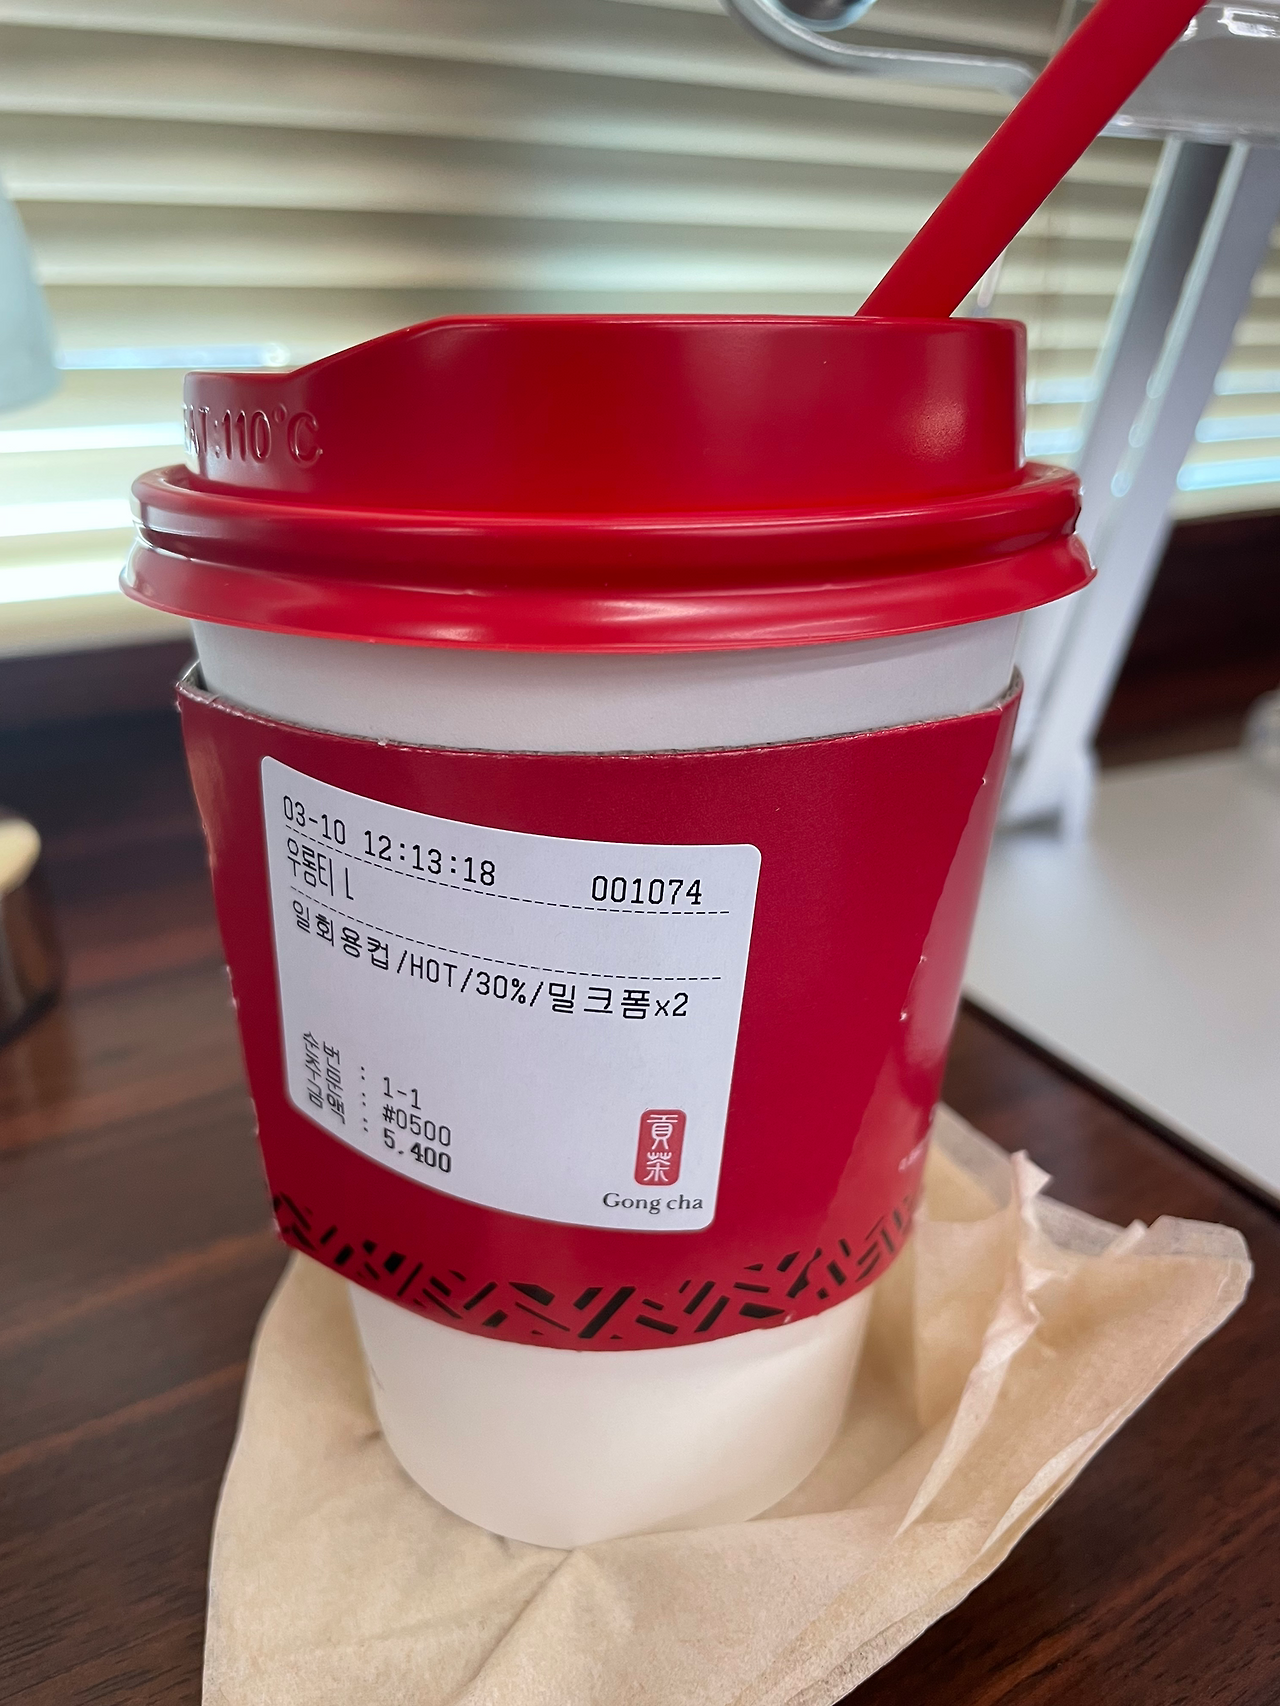 AT:110°C
03-10 12:13:18 001074
우롱티 L
일회용컵/HOT/30%/밀크폼x2
순번 : 1-1
주문 : #0500
금액 : 5,400
貢茶
Gong cha